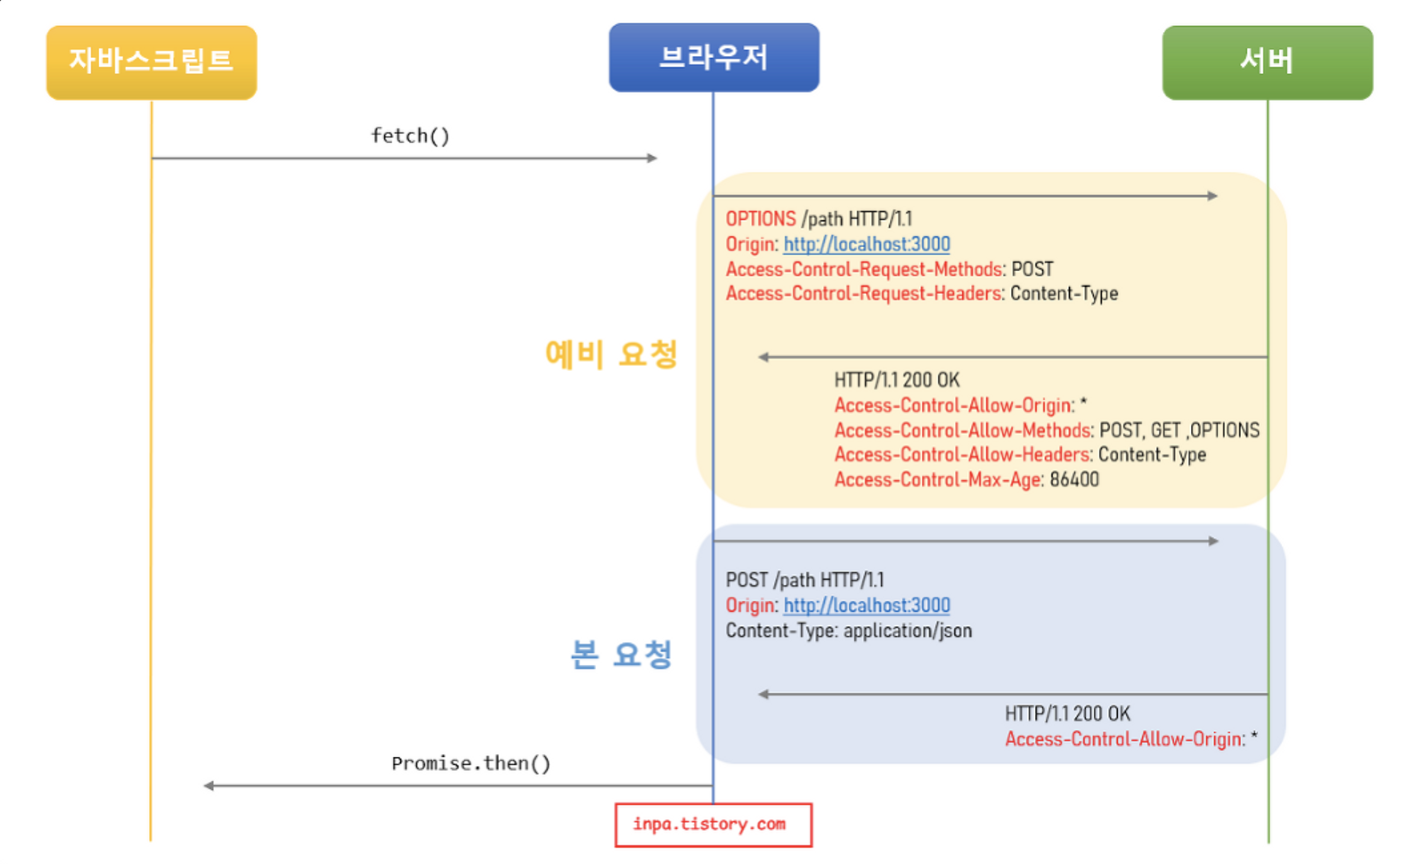 자바스크립트
브라우저
서버
fetch()
OPTIONS /path HTTP/1.1
Origin: http://localhost:3000
Access-Control-Request-Methods: POST
Access-Control-Request-Headers: Content-Type
예비 요청
HTTP/1.1 200 OK
Access-Control-Allow-Origin: *
Access-Control-Allow-Methods: POST, GET ,OPTIONS
Access-Control-Allow-Headers: Content-Type
Access-Control-Max-Age: 86400
POST /path HTTP/1.1
Origin: http://localhost:3000
Content-Type: application/json
본 요청
HTTP/1.1 200 OK
Access-Control-Allow-Origin: *
Promise.then()
inpa.tistory.com